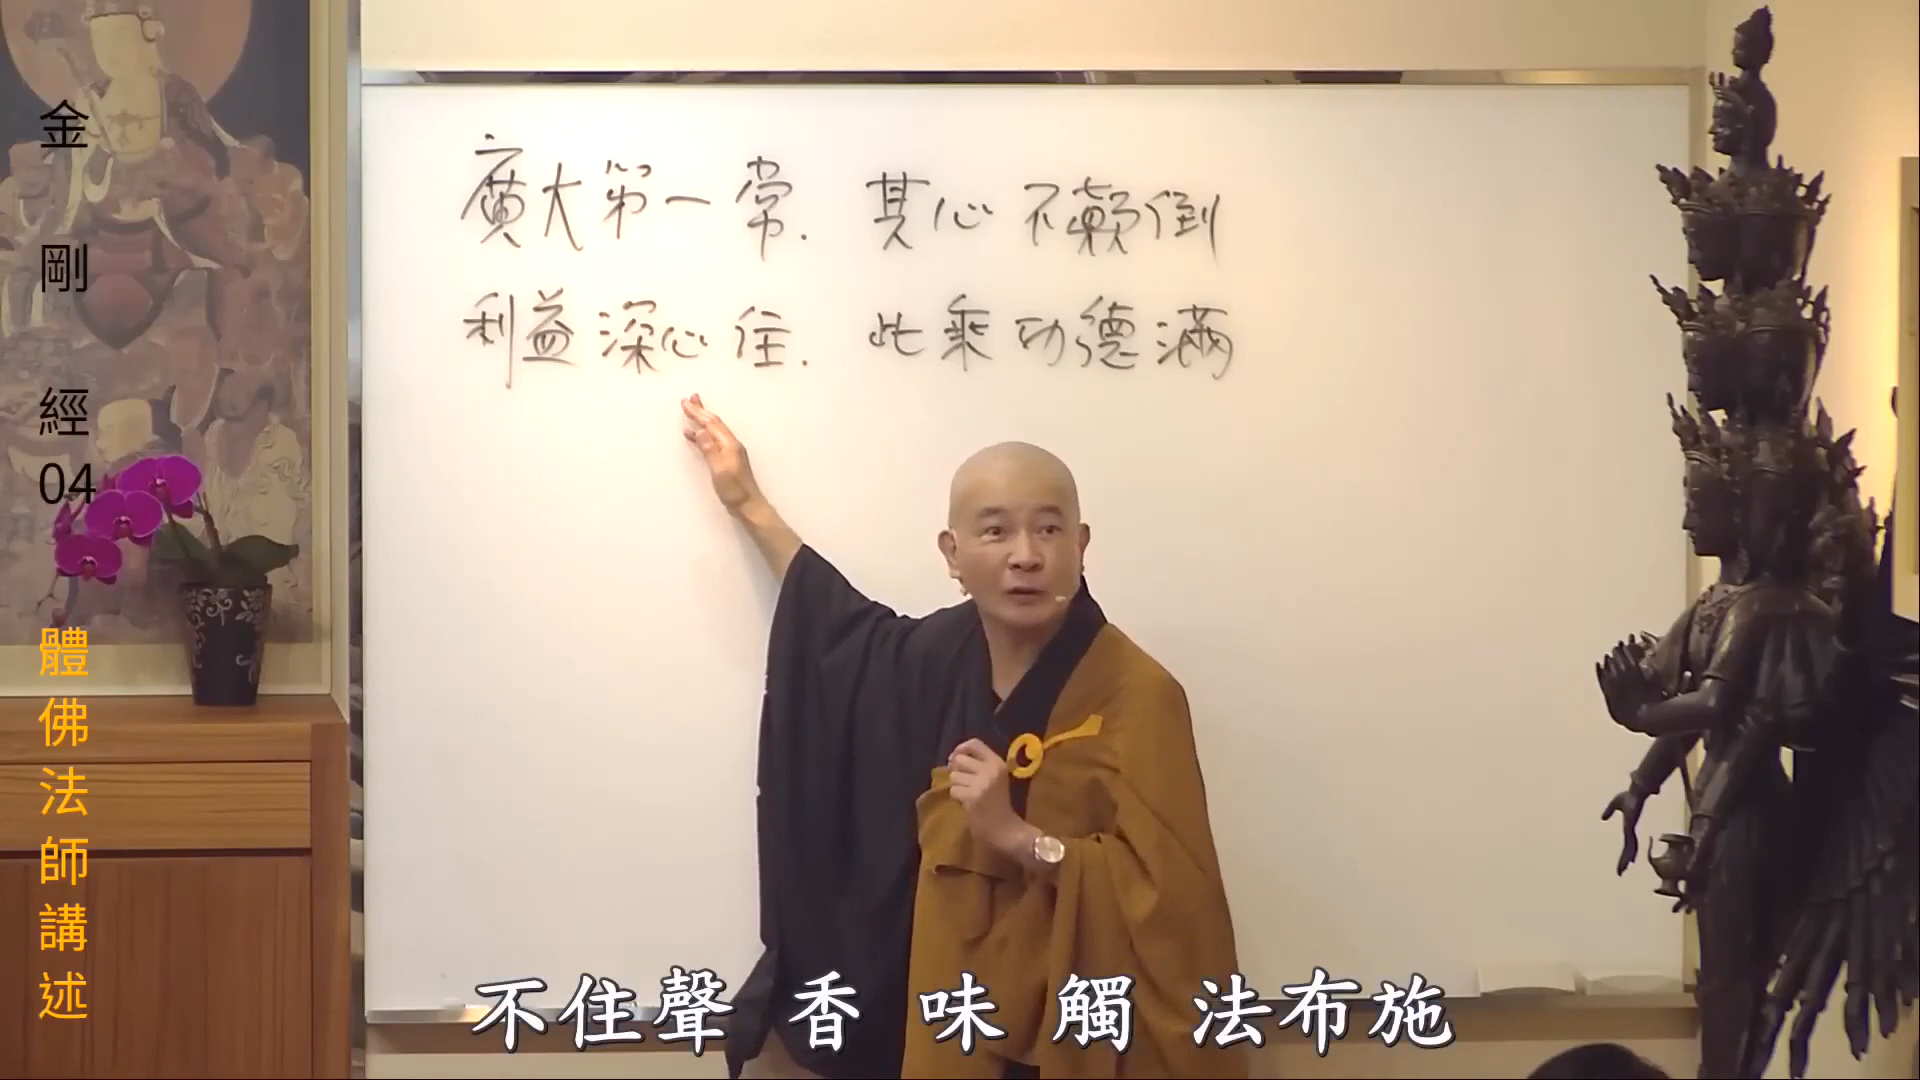 金剛經04
體佛法師講述
廣大第一常. 其心不顛倒
利益深心住. 此乘功德滿
不住聲 香 味 觸 法布施